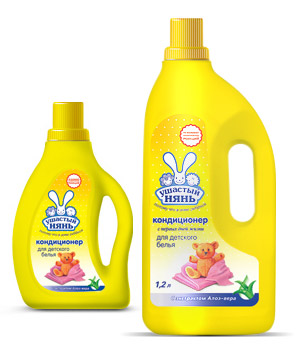 УШАСТЫЙ
НЯНЬ
КОНДИЦИОНЕР
для детского
белья
УШАСТЫЙ
НЯНЬ
КОНДИЦИОНЕР
с первых дней жизни
для детского
белья
1,2 л
с экстрактом Алоэ-вера